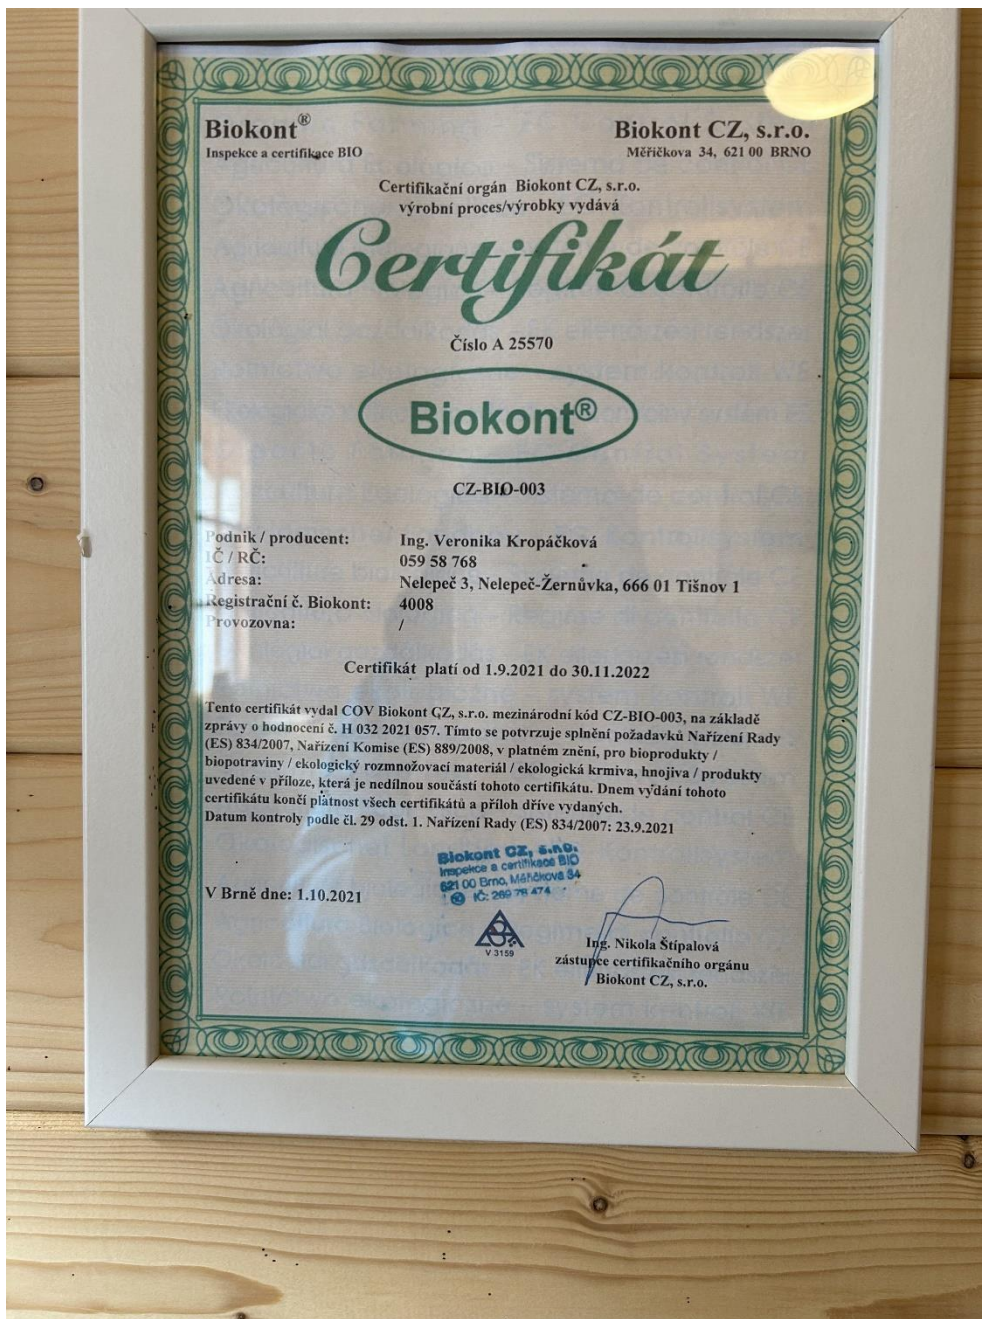 Biokont®
Inspekce a certifikace BIO
Biokont CZ, s.r.o.
Měřičkova 34, 621 00 BRNO
Certifikační orgán Biokont CZ, s.r.o.
výrobní proces/výrobky vydává
Certifikát
Číslo A 25570
Biokont®
CZ-BIO-003
Podnik / producent: Ing. Veronika Kropáčková
IČ / RČ: 059 58 768
Adresa: Nelepeč 3, Nelepeč-Žernůvka, 666 01 Tišnov 1
Registrační č. Biokont: 4008
Provozovna: /
Certifikát platí od 1.9.2021 do 30.11.2022
Tento certifikát vydal COV Biokont CZ, s.r.o. mezinárodní kód CZ-BIO-003, na základě
zprávy o hodnocení č. H 032 2021 057. Tímto se potvrzuje splnění požadavků Nařízení Rady
(ES) 834/2007, Nařízení Komise (ES) 889/2008, v platném znění, pro bioprodukty /
biopotraviny / ekologický rozmnožovací materiál / ekologická krmiva, hnojiva / produkty
uvedené v příloze, která je nedílnou součástí tohoto certifikátu. Dnem vydání tohoto
certifikátu končí platnost všech certifikátů a příloh dříve vydaných.
Datum kontroly podle čl. 29 odst. 1. Nařízení Rady (ES) 834/2007: 23.9.2021
Biokont CZ, s.r.o.
Inspekce a certifikace BIO
621 00 Brno, Měřičkova 34
IČ: 269 78 474
V Brně dne: 1.10.2021
V 3159
Ing. Nikola Štípalová
zástupce certifikačního orgánu
Biokont CZ, s.r.o.